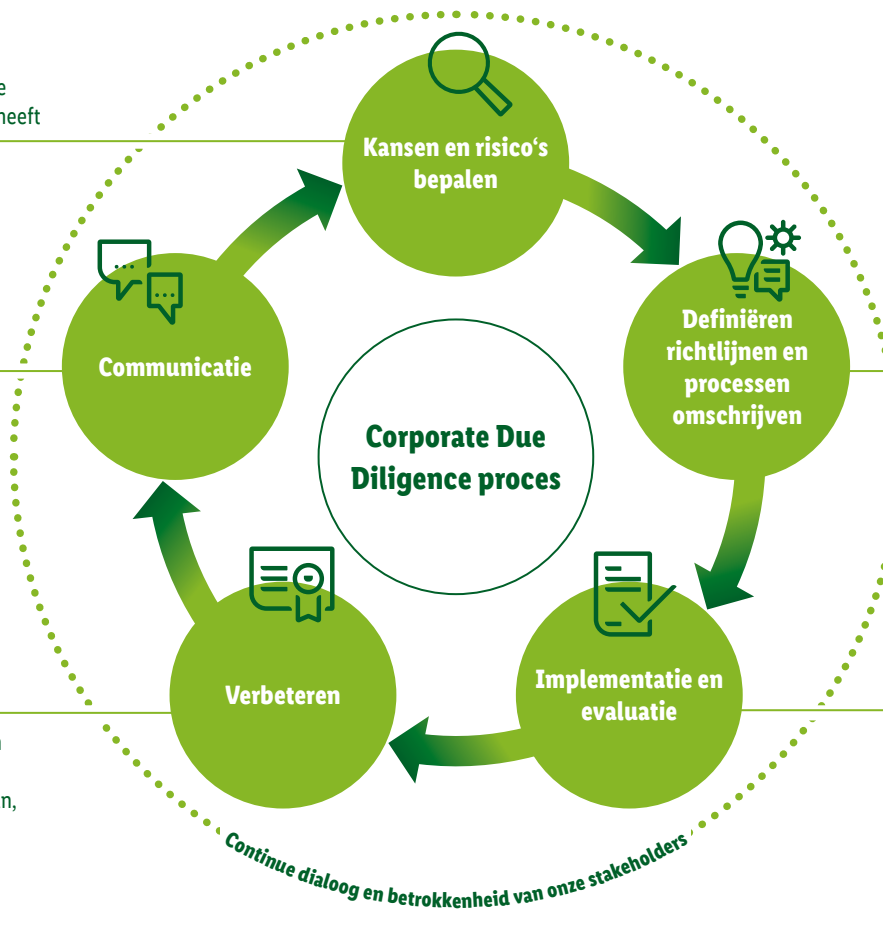 heeft
Kansen en risico‘s
bepalen
Definiëren
richtlijnen en
processen
omschrijven
Communicatie
Corporate Due
Diligence proces
Verbeteren
Implementatie en
evaluatie
Continue dialoog en betrokkenheid van onze stakeholders